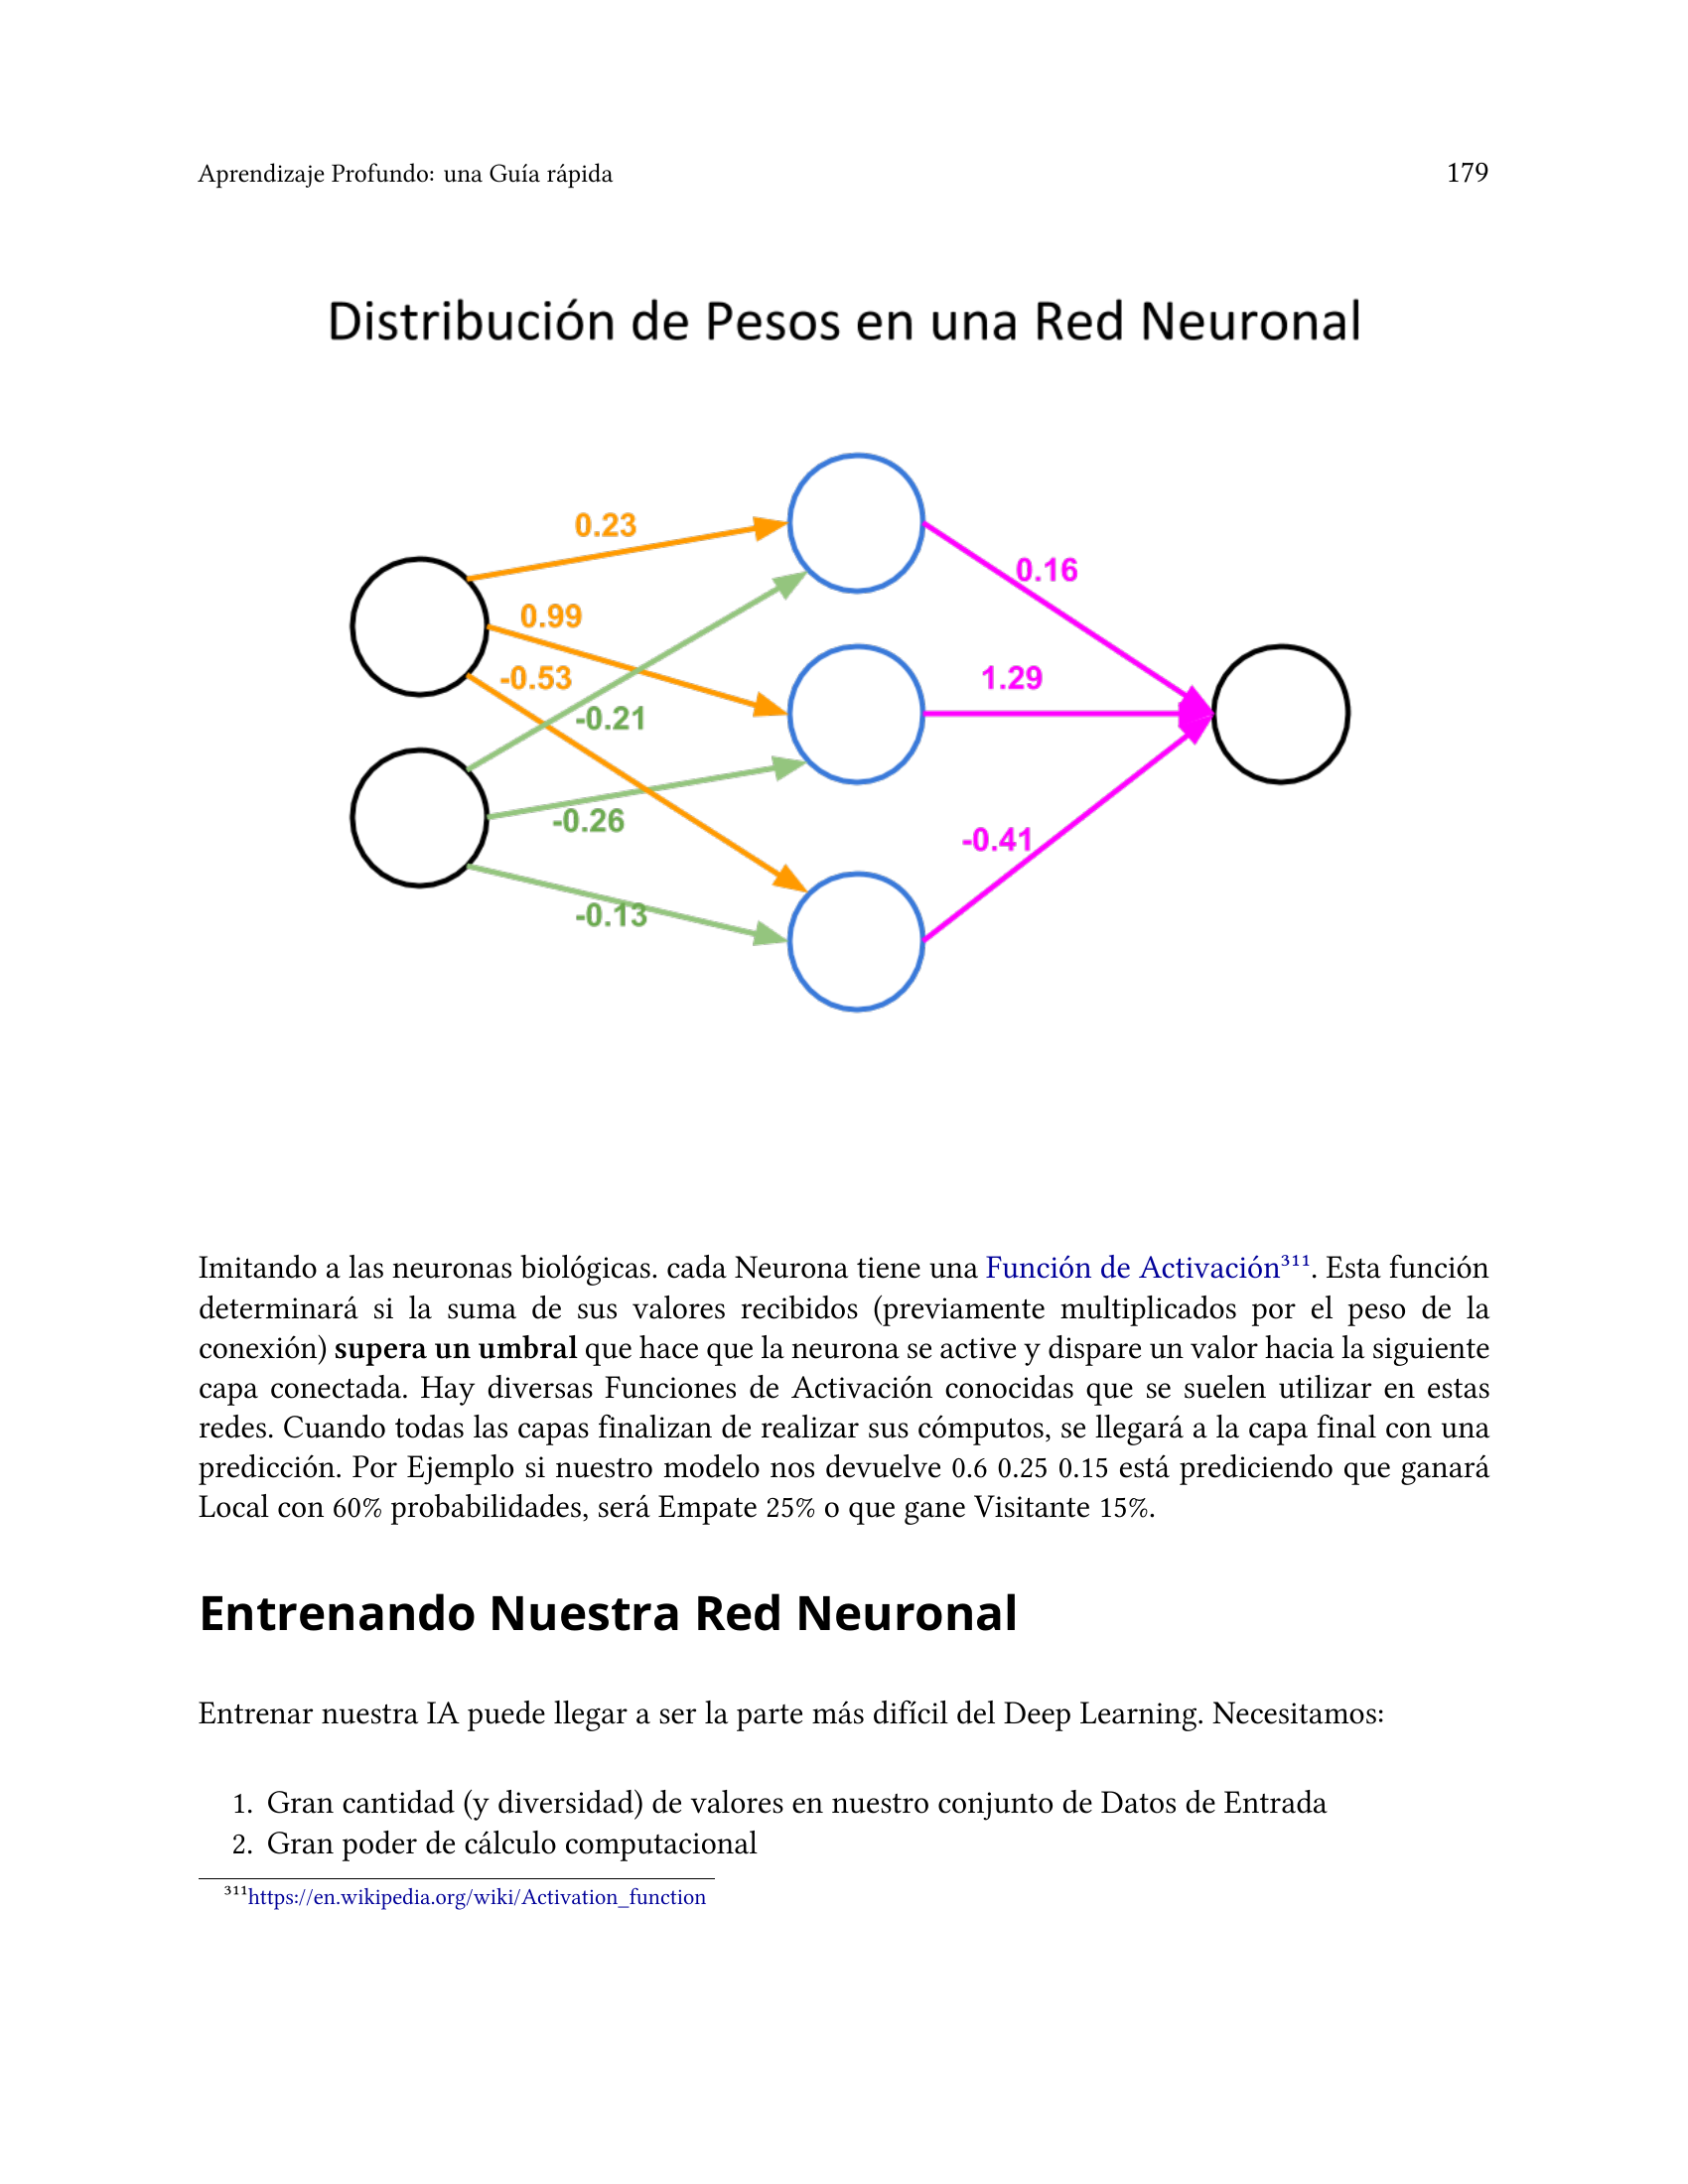 Aprendizaje Profundo: una Guía rápida 179
Distribución de Pesos en una Red Neuronal
0.23
0.16
0.99
-0.53
1.29
-0.21
-0.26
-0.41
-0.13
Imitando a las neuronas biológicas. cada Neurona tiene una Función de Activación³¹¹. Esta función
determinará si la suma de sus valores recibidos (previamente multiplicados por el peso de la
conexión) supera un umbral que hace que la neurona se active y dispare un valor hacia la siguiente
capa conectada. Hay diversas Funciones de Activación conocidas que se suelen utilizar en estas
redes. Cuando todas las capas finalizan de realizar sus cómputos, se llegará a la capa final con una
predicción. Por Ejemplo si nuestro modelo nos devuelve 0.6 0.25 0.15 está prediciendo que ganará
Local con 60% probabilidades, será Empate 25% o que gane Visitante 15%.
Entrenando Nuestra Red Neuronal
Entrenar nuestra IA puede llegar a ser la parte más difícil del Deep Learning. Necesitamos:
1. Gran cantidad (y diversidad) de valores en nuestro conjunto de Datos de Entrada
2. Gran poder de cálculo computacional
³¹¹https://en.wikipedia.org/wiki/Activation_function